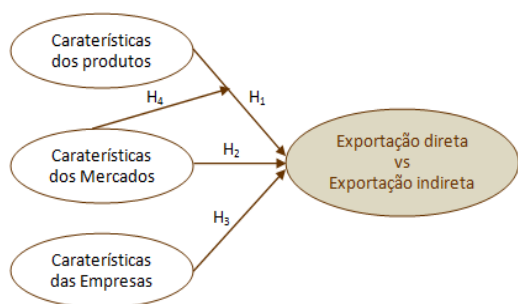 Caraterísticas
dos produtos
H4
H1
Caraterísticas
dos Mercados
H2
Exportação direta
vs
Exportação indireta
H3
Caraterísticas
das Empresas